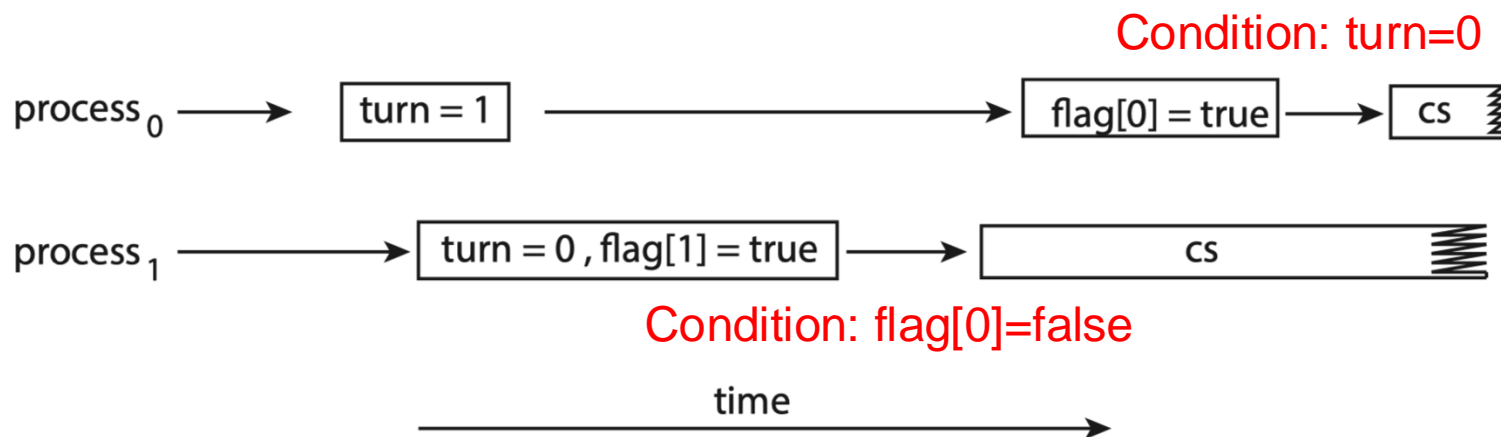 Condition: turn=0
process0 turn = 1 flag[0] = true cs
process1 turn = 0 , flag[1] = true cs
Condition: flag[0]=false
time